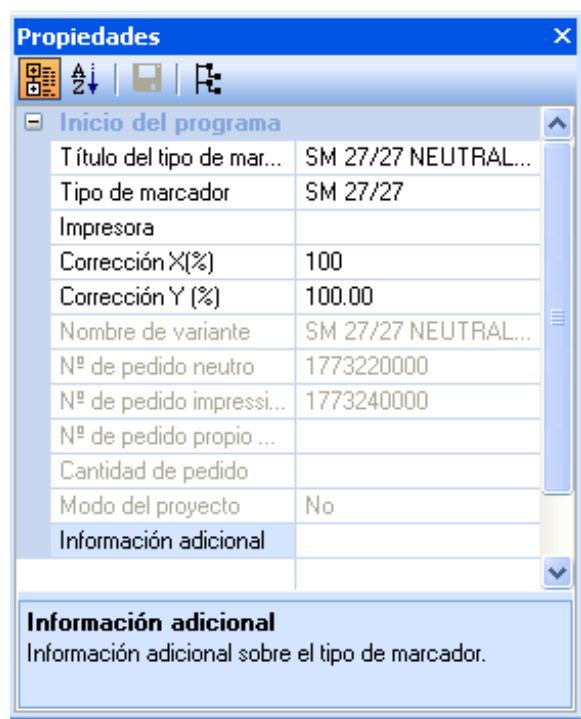 Propiedades
Inicio del programa
Título del tipo de mar... SM 27/27 NEUTRAL...
Tipo de marcador SM 27/27
Impresora
Corrección X(%) 100
Corrección Y (%) 100.00
Nombre de variante SM 27/27 NEUTRAL...
Nº de pedido neutro 1773220000
Nº de pedido impressi... 1773240000
Nº de pedido propio ...
Cantidad de pedido
Modo del proyecto No
Información adicional
Información adicional
Información adicional sobre el tipo de marcador.